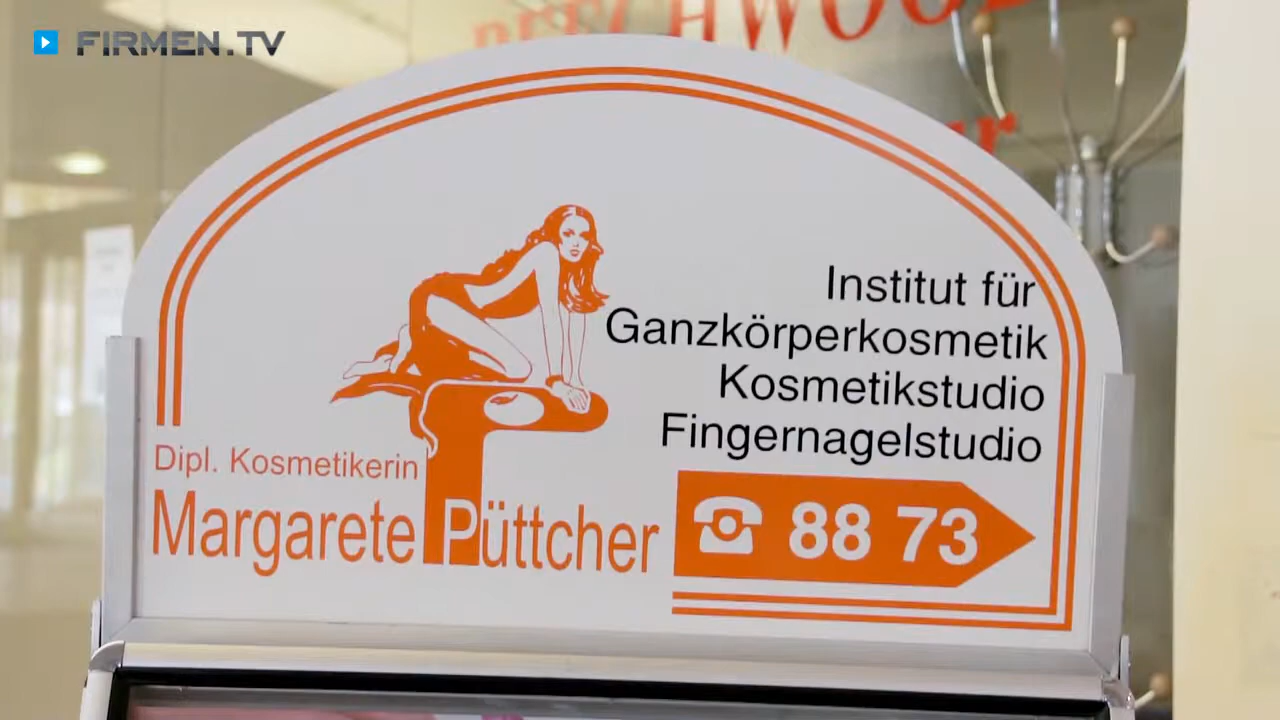 FIRMEN.TV
Institut für
Ganzkörperkosmetik
Kosmetikstudio
Fingernagelstudio
Dipl. Kosmetikerin
Margarete Püttcher
88 73